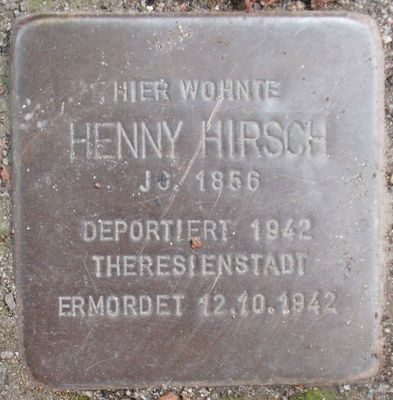 HIER WOHNTE
HENNY HIRSCH
JG. 1856
DEPORTIERT 1942
THERESIENSTADT
ERMORDET 12.10.1942